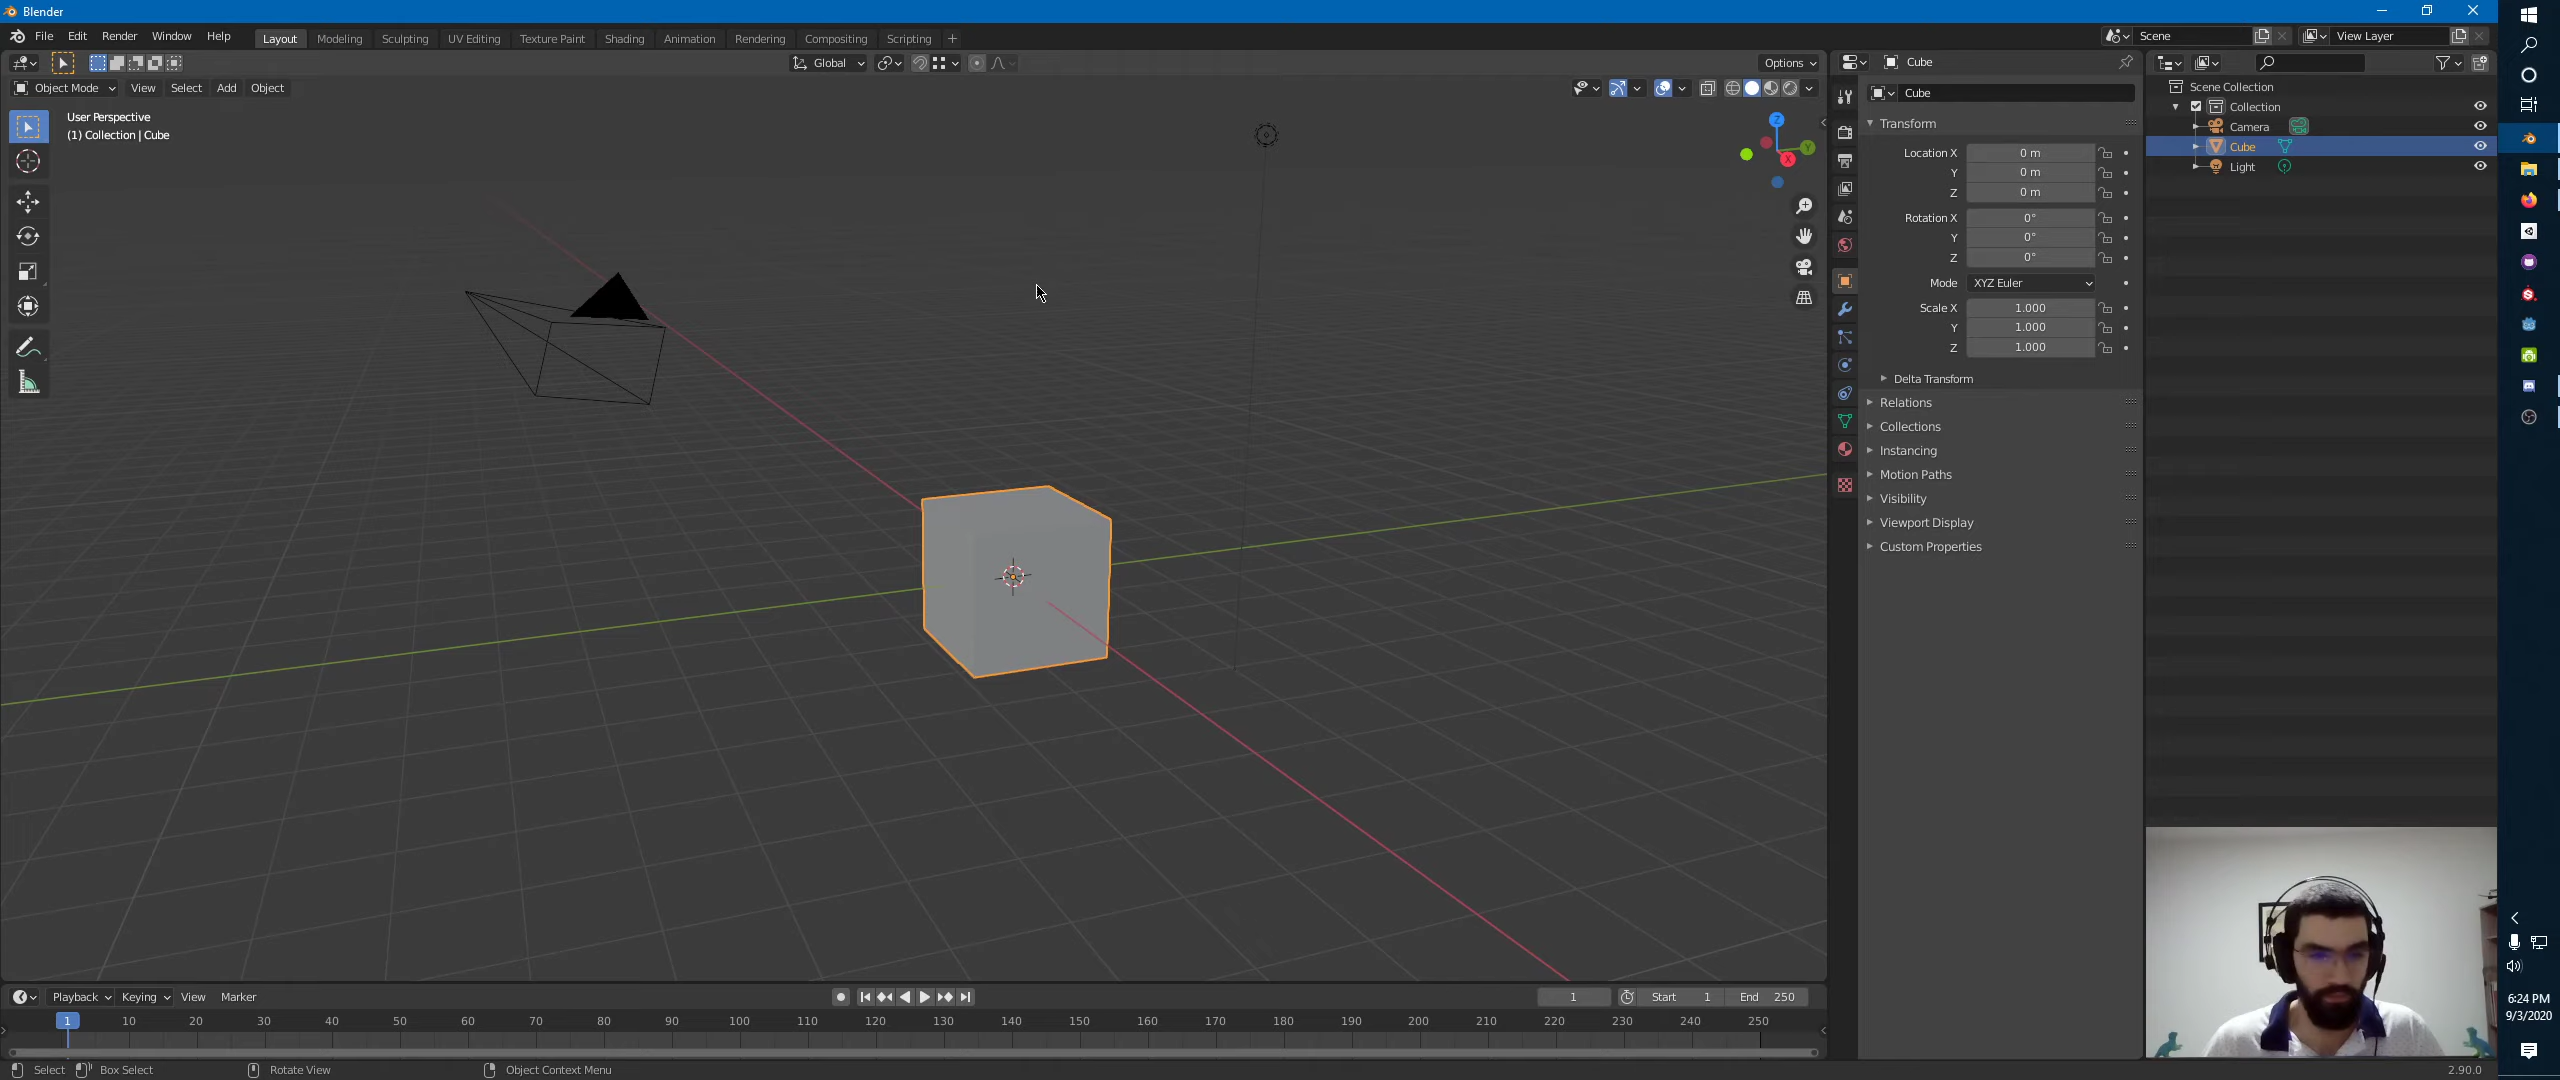 Blender
File Edit Render Window Help Layout Modeling Sculpting UV Editing Texture Paint Shading Animation Rendering Compositing Scripting + Scene View Layer
Global Options Cube
Object Mode View Select Add Object Cube Scene Collection
User Perspective
(1) Collection | Cube
Z
Y
X
Transform
Location X 0 m
Y 0 m
Z 0 m
Rotation X 0°
Y 0°
Z 0°
Mode XYZ Euler
Scale X 1.000
Y 1.000
Z 1.000
Delta Transform
Relations
Collections
Instancing
Motion Paths
Visibility
Viewport Display
Custom Properties
Collection
Camera
Cube
Light
Playback Keying View Marker 1 Start 1 End 250
1 10 20 30 40 50 60 70 80 90 100 110 120 130 140 150 160 170 180 190 200 210 220 230 240 250
Select Box Select Rotate View Object Context Menu 2.90.0
6:24 PM
9/3/2020